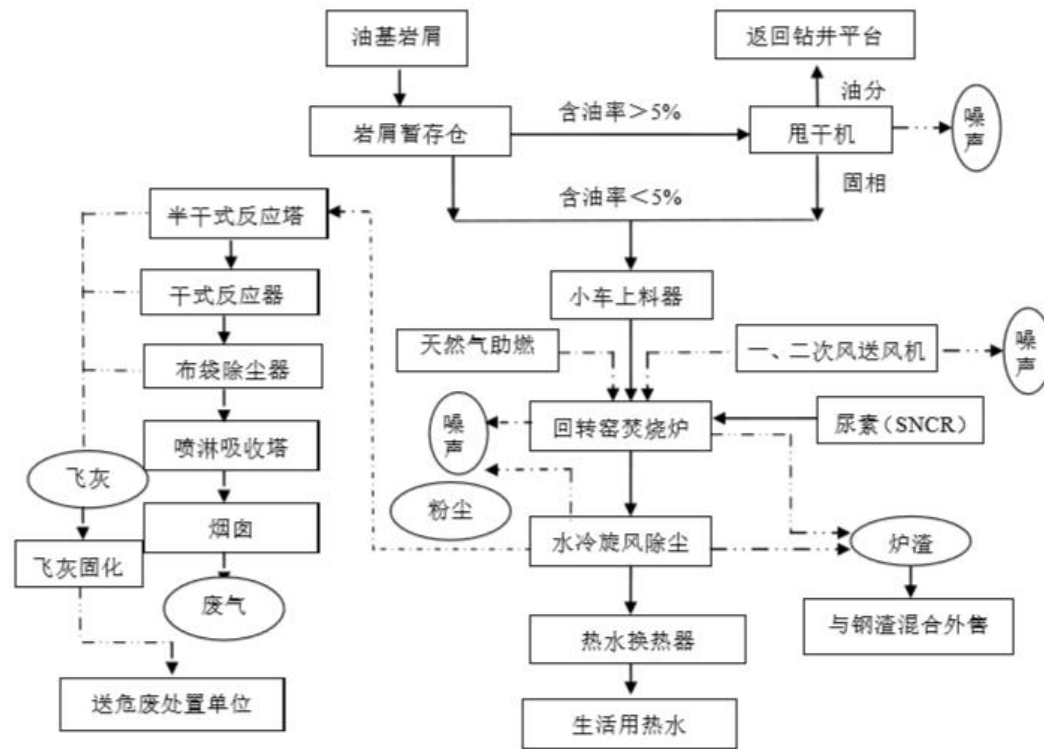 油基岩屑
返回钻井平台
油分
岩屑暂存仓
含油率＞5%
甩干机
噪声
固相
含油率＜5%
半干式反应塔
干式反应器
小车上料器
天然气助燃
一、二次风送风机
噪声
布袋除尘器
噪声
回转窑焚烧炉
尿素（SNCR）
喷淋吸收塔
飞灰
粉尘
烟囱
水冷旋风除尘
炉渣
飞灰固化
废气
热水换热器
与钢渣混合外售
送危废处置单位
生活用热水